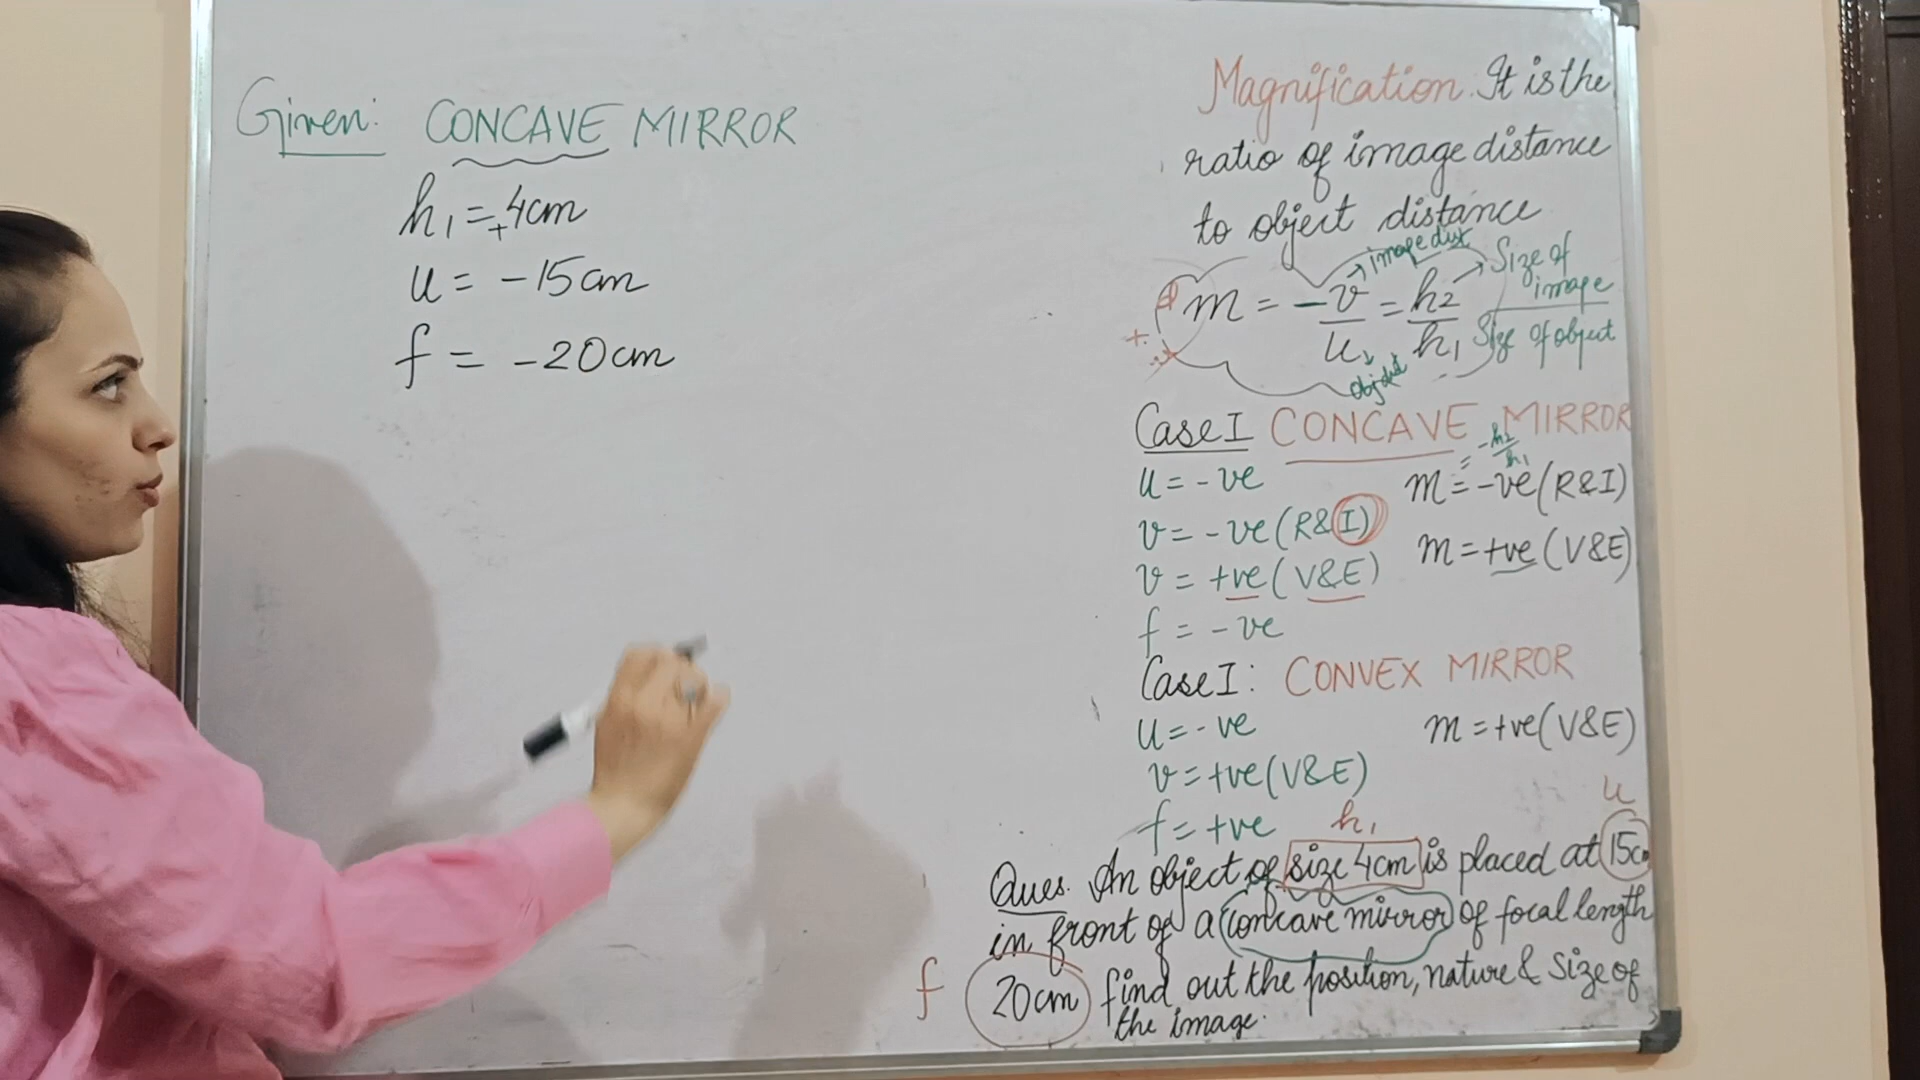 Given: CONCAVE MIRROR
h₁ = +4cm
u = -15cm
f = -20cm
Magnification: It is the
ratio of image distance
to object distance
m = -v/u = h₂/h₁
image dist
Size of image
Size of object
Case I CONCAVE MIRROR
= -h₂/h₁
u = -ve
m = -ve (R&I)
v = -ve (R&I)
m = +ve (V&E)
v = +ve (V&E)
f = -ve
Case I: CONVEX MIRROR
u = -ve
m = +ve (V&E)
v = +ve (V&E)
f = +ve
h₁
u
Ques. An object of size 4cm is placed at 15c
in front of a concave mirror of focal length
f
20cm find out the position, nature & size of
the image.